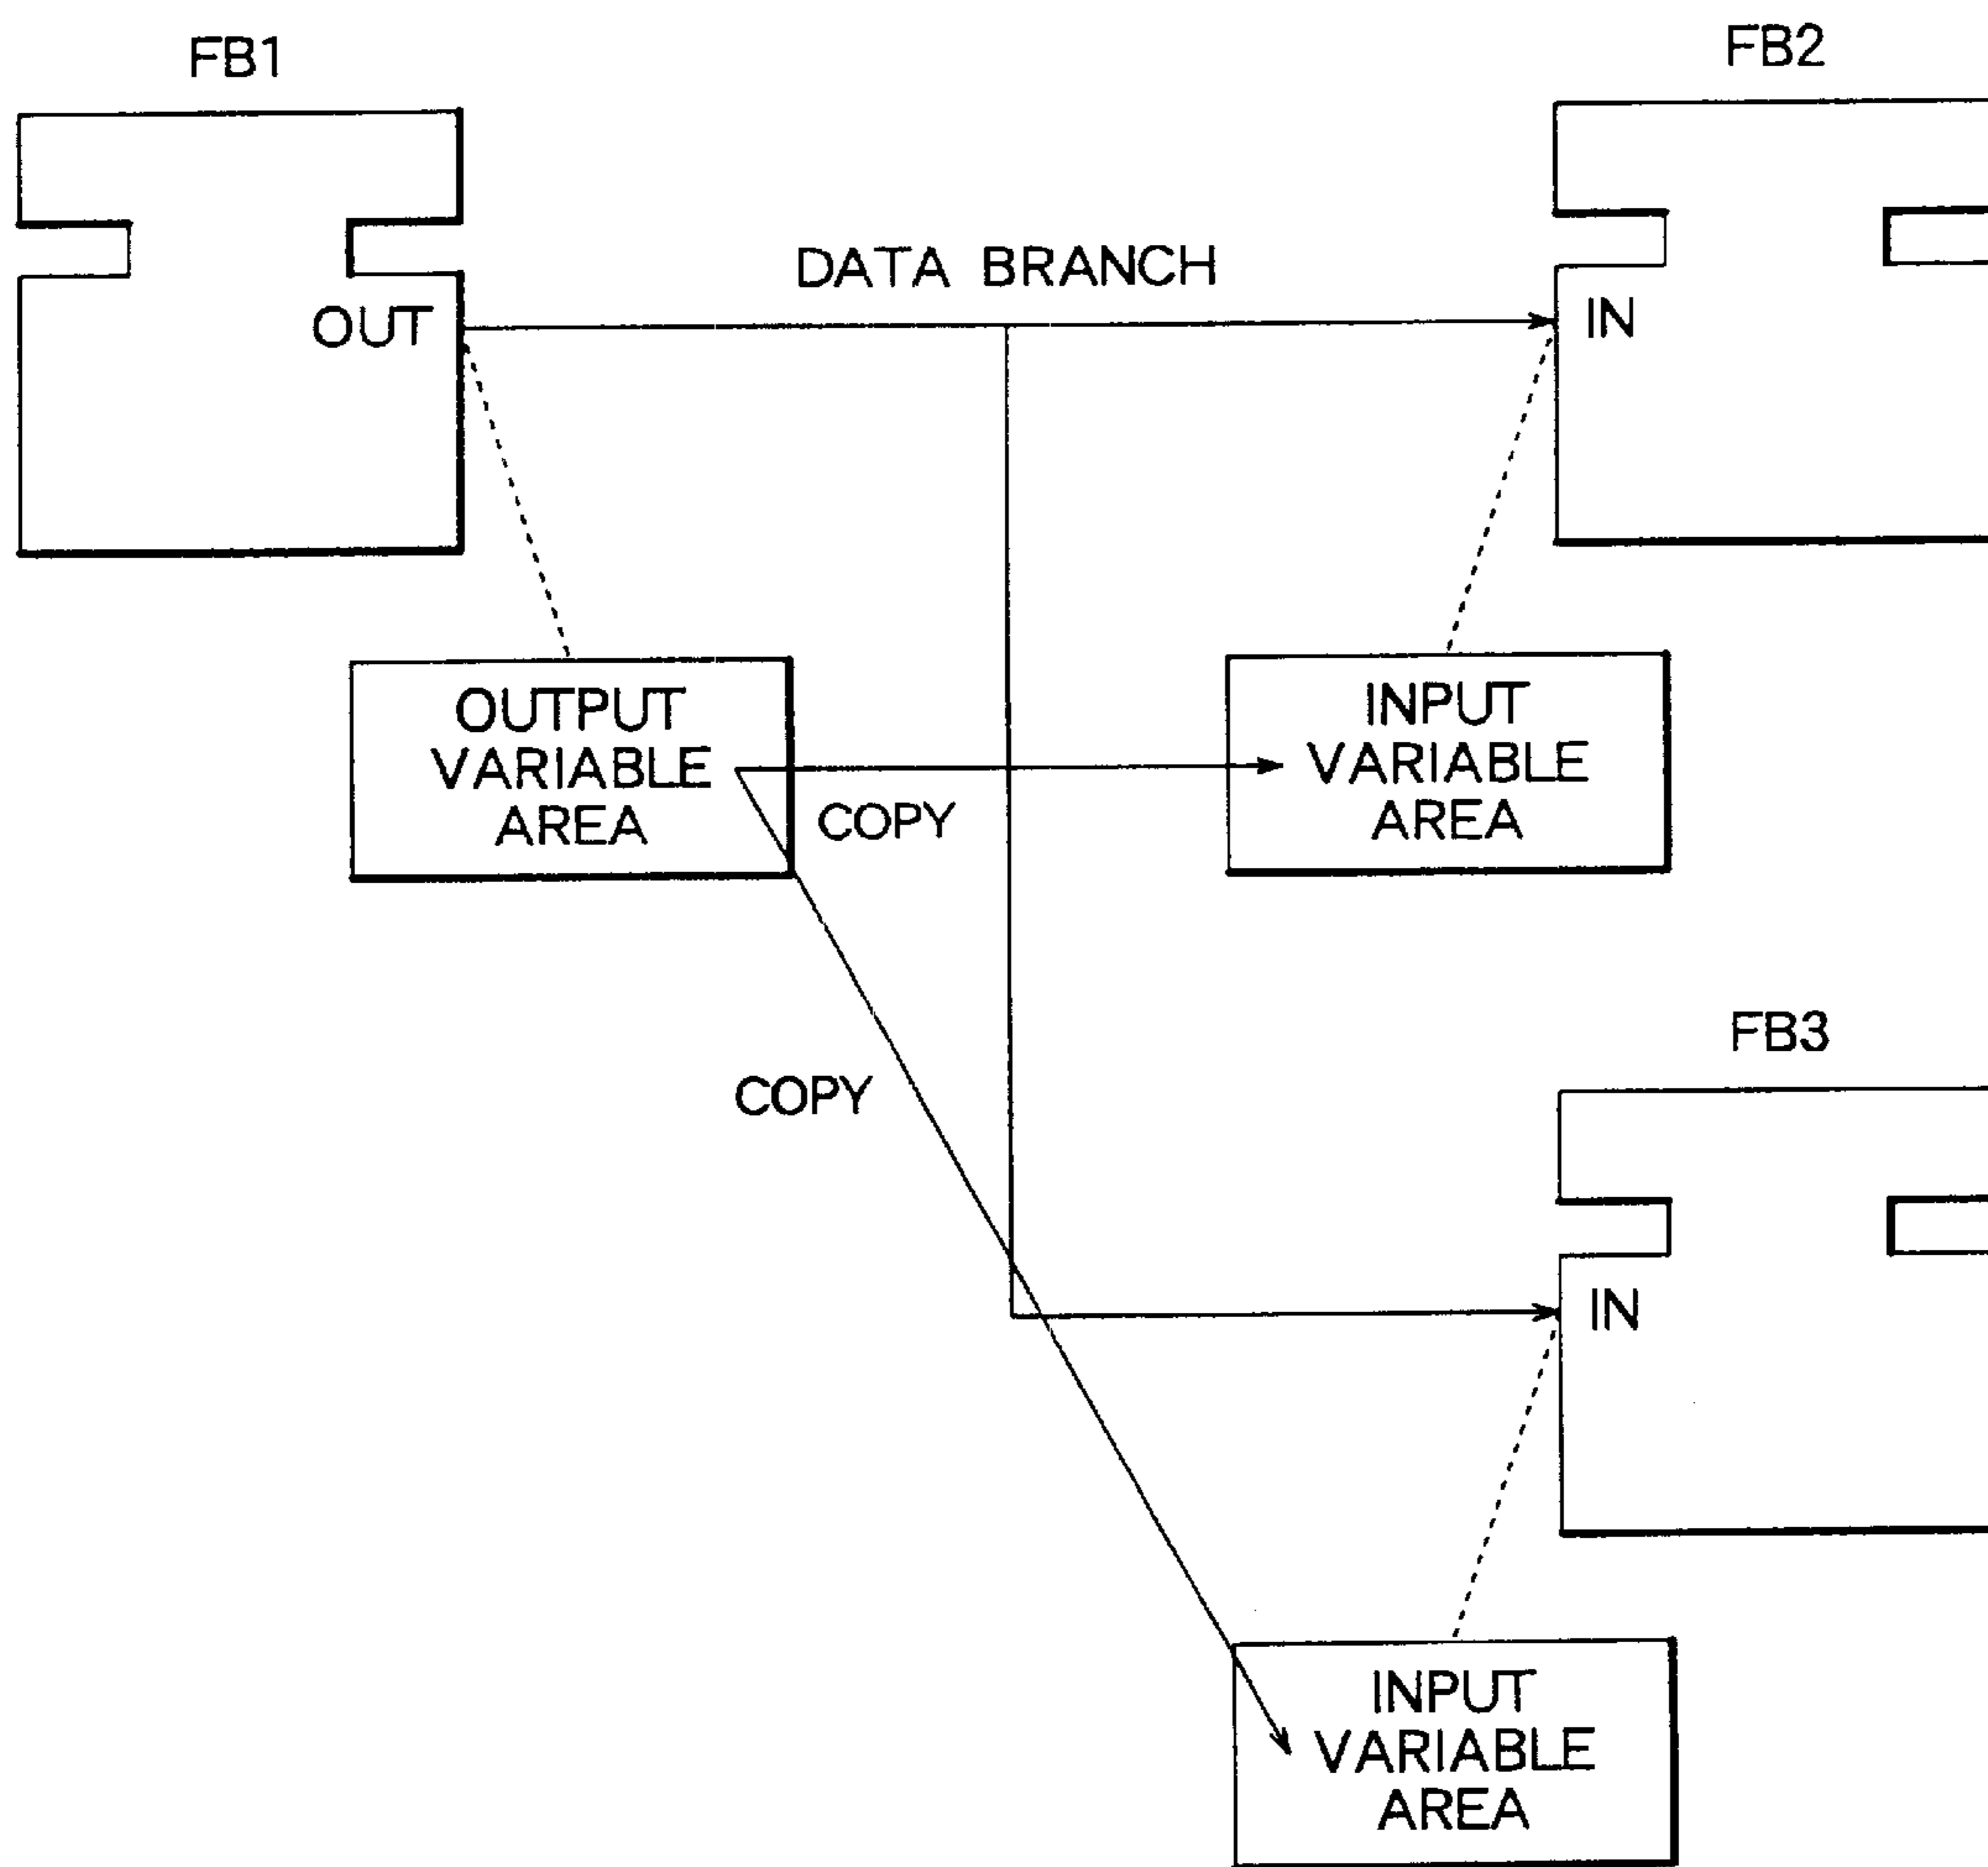 FB1
FB2
DATA BRANCH
OUT
IN
OUTPUT
VARIABLE
AREA
COPY
INPUT
VARIABLE
AREA
FB3
COPY
IN
INPUT
VARIABLE
AREA